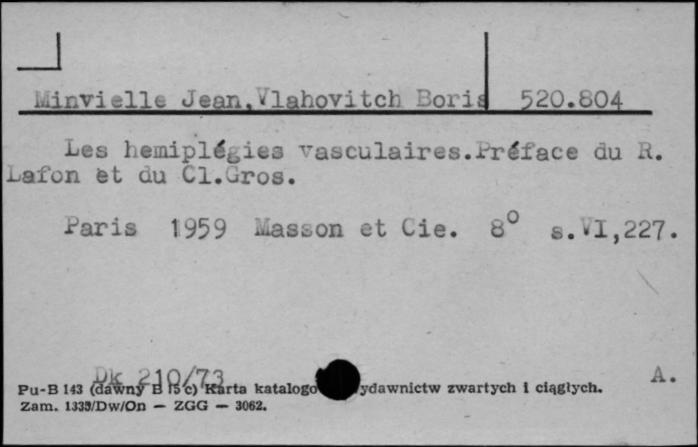 Minvielle Jean,Vlahovitch Boris 520.804
Les hemiplégies vasculaires.Préface du R.
Lafon et du Cl.Gros.
Paris 1959 Masson et Cie. 8° s.VI,227.
Dk 210/73 A.
Pu-B 143 (dawny B 15 c) Karta katalogo ydawnictw zwartych i ciągłych.
Zam. 1333/Dw/On — ZGG — 3062.